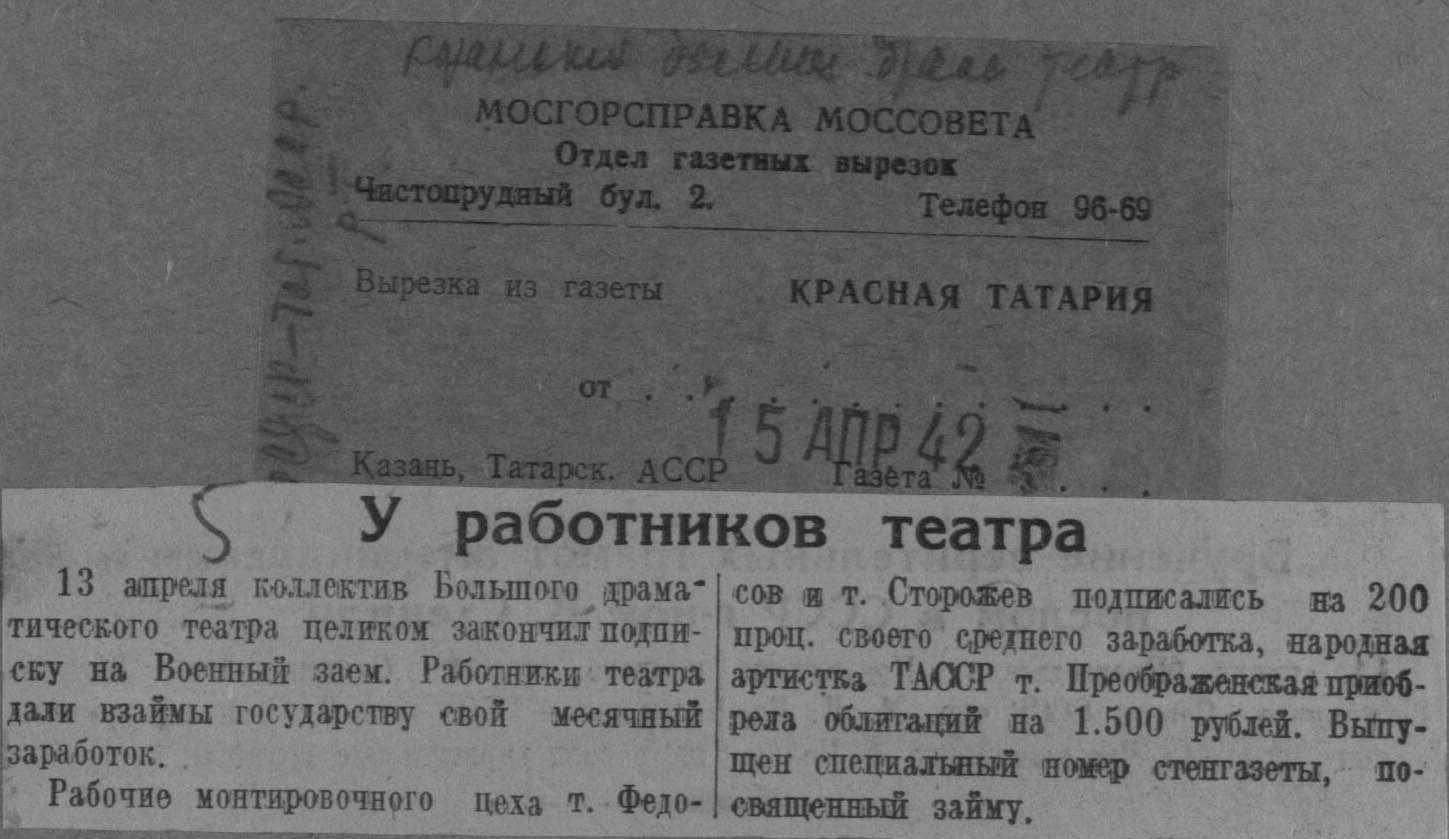 театр
МОСГОРСПРАВКА МОССОВЕТА
Отдел газетных вырезок
Чистопрудный бул. 2. Телефон 96-69
Вырезка из газеты КРАСНАЯ ТАТАРИЯ
от . . . . . . . . . . .
15 АПР 42
Казань, Татарск. АССР Газета № . . .
У работников театра
13 апреля коллектив Большого драма-
тического театра целиком закончил подпи-
ску на Военный заем. Работники театра
дали взаймы государству свой месячный
заработок.
Рабочие монтировочного цеха т. Федо-
сов и т. Сторожев подписались на 200
проц. своего среднего заработка, народная
артистка ТАССР т. Преображенская приоб-
рела облигаций на 1.500 рублей. Выпу-
щен специальный номер стенгазеты, по-
священный займу.